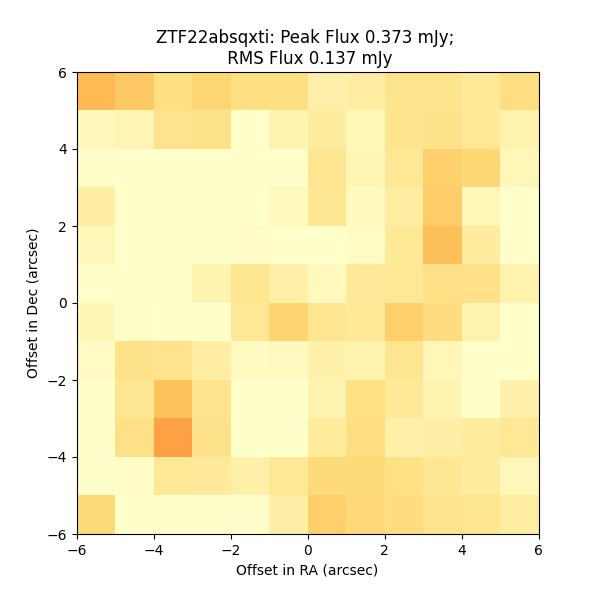 ZTF22absqxti: Peak Flux 0.373 mJy;
RMS Flux 0.137 mJy
6
4
2
0
−2
−4
−6
Offset in Dec (arcsec)
−6 −4 −2 0 2 4 6
Offset in RA (arcsec)